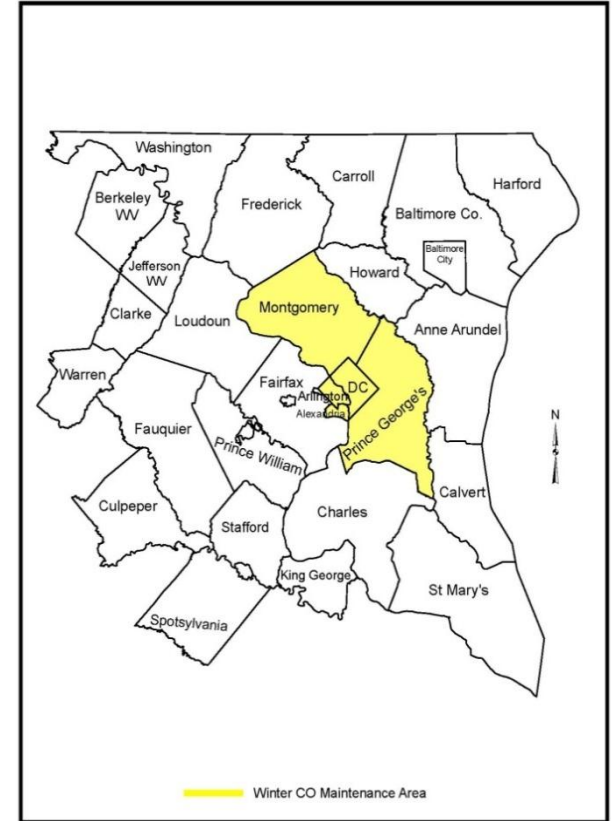 Washington
Carroll
Harford
Berkeley
WV
Frederick
Baltimore Co.
Baltimore
City
Jefferson
WV
Howard
Montgomery
Clarke
Loudoun
Anne Arundel
Warren
Fairfax
DC
Arlington
Alexandria
Prince George's
Fauquier
Prince William
N
Calvert
Culpeper
Stafford
Charles
King George
St Mary's
Spotsylvania
Winter CO Maintenance Area